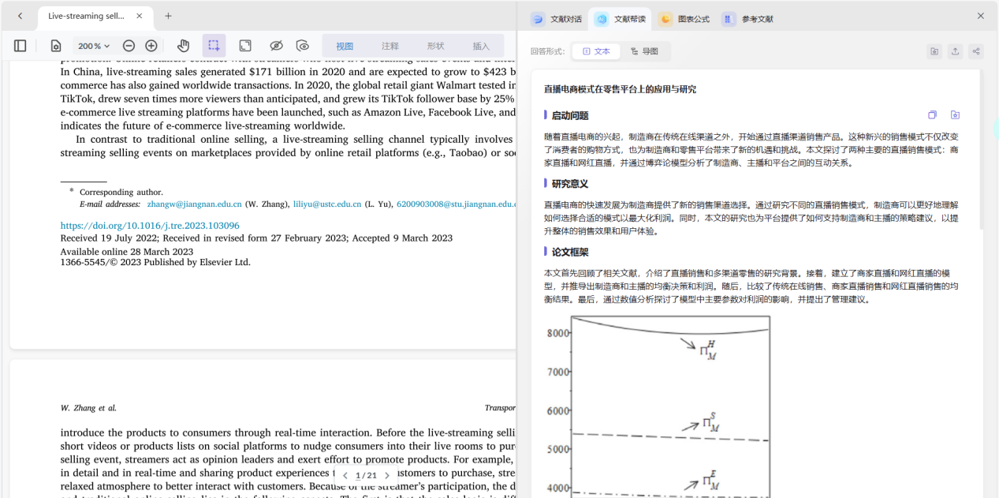 Live-streaming sell...
文献对话
文献帮读
图表公式
参考文献
200%
视图
注释
形状
插入
回答形式：
文本
导图
In China, live-streaming sales generated $171 billion in 2020 and are expected to grow to $423 b
commerce has also gained worldwide transactions. In 2020, the global retail giant Walmart tested in
TikTok, drew seven times more viewers than anticipated, and grew its TikTok follower base by 25%
e-commerce live streaming platforms have been launched, such as Amazon Live, Facebook Live, and
indicates the future of e-commerce live-streaming worldwide.
In contrast to traditional online selling, a live-streaming selling channel typically involves
streaming selling events on marketplaces provided by online retail platforms (e.g., Taobao) or soc
* Corresponding author.
E-mail addresses: zhangw@jiangnan.edu.cn (W. Zhang), liliyu@ustc.edu.cn (L. Yu), 6200903008@stu.jiangnan.edu.c
https://doi.org/10.1016/j.tre.2023.103096
Received 19 July 2022; Received in revised form 27 February 2023; Accepted 9 March 2023
Available online 28 March 2023
1366-5545/© 2023 Published by Elsevier Ltd.
W. Zhang et al.
Transpor
introduce the products to consumers through real-time interaction. Before the live-streaming selli
short videos or products lists on social platforms to nudge consumers into their live rooms to pur
selling event, streamers act as opinion leaders and exert effort to promote products. For example,
in detail and in real-time and sharing product experiences ustomers to purchase, stre
relaxed atmosphere to better interact with customers. Because of the streamer's participation, the d
1/21
直播电商模式在零售平台上的应用与研究
启动问题
随着直播电商的兴起，制造商在传统在线渠道之外，开始通过直播渠道销售产品。这种新兴的销售模式不仅改变
了消费者的购物方式，也为制造商和零售平台带来了新的机遇和挑战。本文探讨了两种主要的直播销售模式：商
家直播和网红直播，并通过博弈论模型分析了制造商、主播和平台之间的互动关系。
研究意义
直播电商的快速发展为制造商提供了新的销售渠道选择。通过研究不同的直播销售模式，制造商可以更好地理解
如何选择合适的模式以最大化利润。同时，本文的研究也为平台提供了如何支持制造商和主播的策略建议，以提
升整体的销售效果和用户体验。
论文框架
本文首先回顾了相关文献，介绍了直播销售和多渠道零售的研究背景。接着，建立了商家直播和网红直播的模
型，并推导出制造商和主播的均衡决策和利润。随后，比较了传统在线销售、商家直播销售和网红直播销售的均
衡结果。最后，通过数值分析探讨了模型中主要参数对利润的影响，并提出了管理建议。
8000
Π_M^H
7000
6000
Π_M^S
5000
Π_M^E
4000